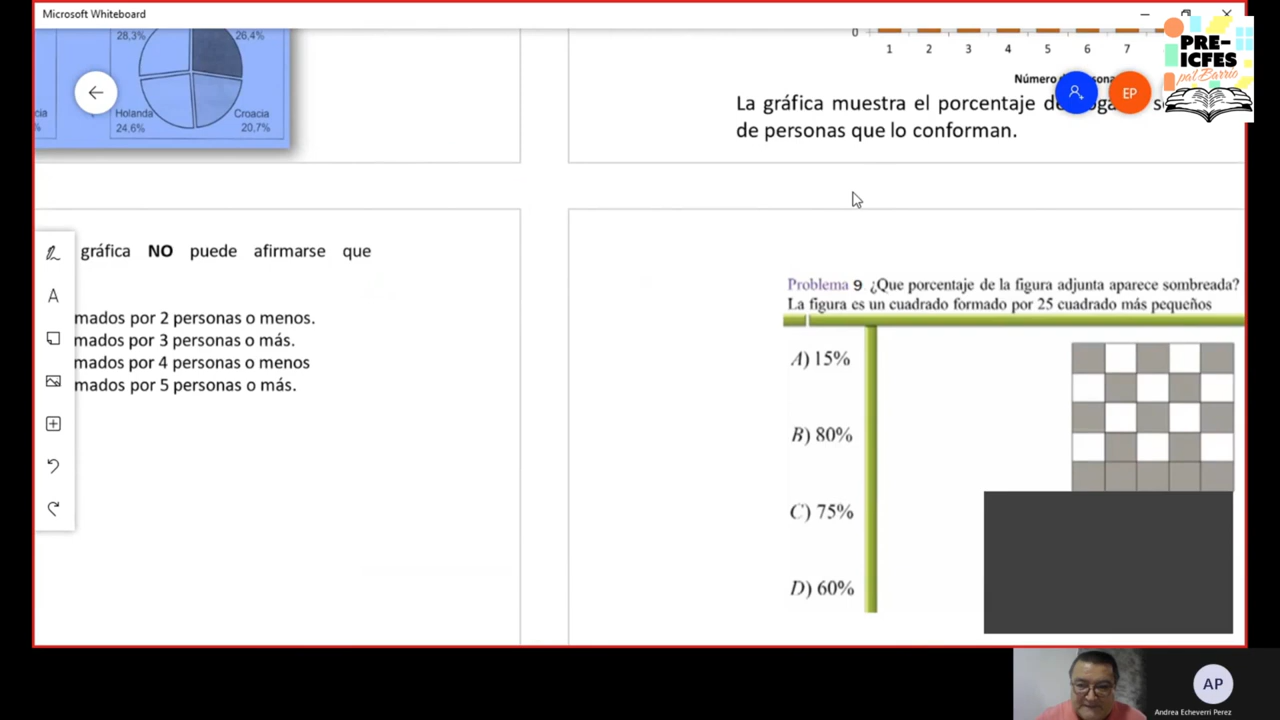 Microsoft Whiteboard
28,3%
26,4%
Holanda
24,6%
Croacia
20,7%
cia
%
0
1 2 3 4 5 6 7
Número
La gráfica muestra el porcentaje
de personas que lo conforman.
EP
PRE-
ICFES
pa'l Barrio
gráfica NO puede afirmarse que
mados por 2 personas o menos.
mados por 3 personas o más.
mados por 4 personas o menos
mados por 5 personas o más.
Problema 9 ¿Que porcentaje de la figura adjunta aparece sombreada?
La figura es un cuadrado formado por 25 cuadrado más pequeños
A) 15%
B) 80%
C) 75%
D) 60%
AP
Andrea Echeverri Perez